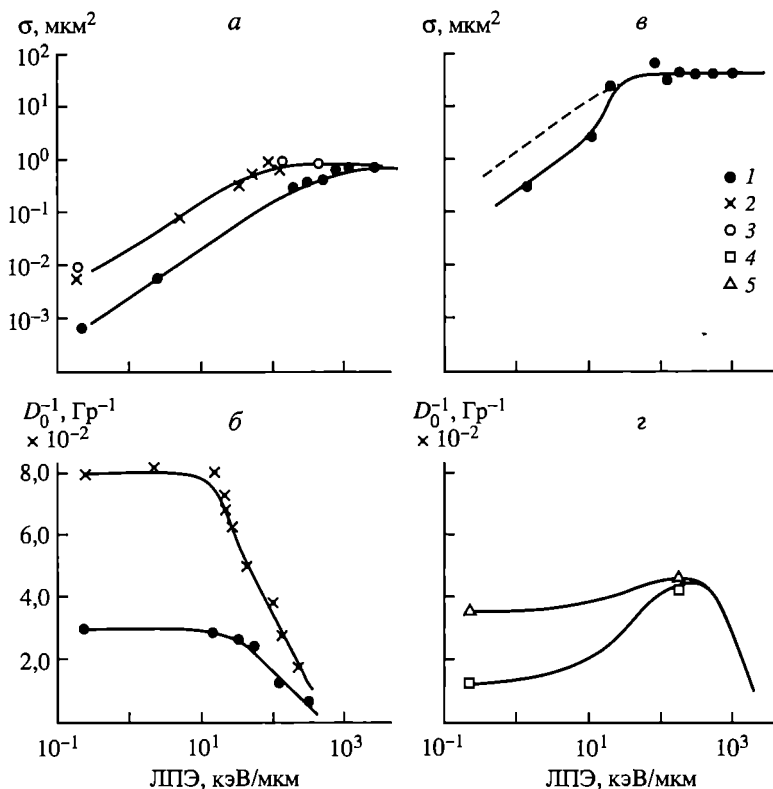 σ, мкм²
а
10²
10¹
10⁰
10⁻¹
10⁻²
10⁻³
σ, мкм²
в
1
2
3
4
5
D₀⁻¹, Гр⁻¹
× 10⁻²
б
8,0
6,0
4,0
2,0
10⁻¹
10¹
10³
ЛПЭ, кэВ/мкм
D₀⁻¹, Гр⁻¹
× 10⁻²
г
10⁻¹
10¹
10³
ЛПЭ, кэВ/мкм